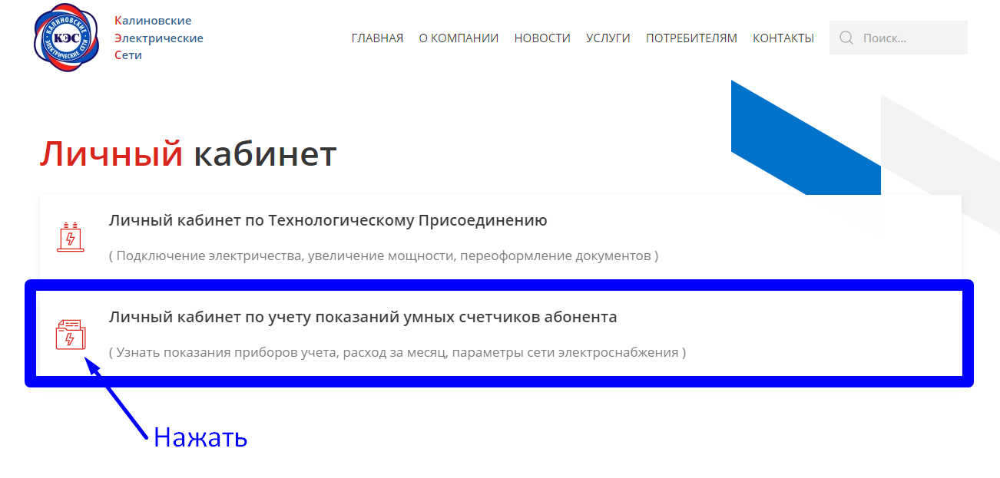 КАЛИНОВСКИЕ
КЭС
ЭЛЕКТРИЧЕСКИЕ СЕТИ
Калиновские
Электрические
Сети
ГЛАВНАЯ О КОМПАНИИ НОВОСТИ УСЛУГИ ПОТРЕБИТЕЛЯМ КОНТАКТЫ Поиск...
Личный кабинет
Личный кабинет по Технологическому Присоединению
( Подключение электричества, увеличение мощности, переоформление документов )
Личный кабинет по учету показаний умных счетчиков абонента
( Узнать показания приборов учета, расход за месяц, параметры сети электроснабжения )
Нажать